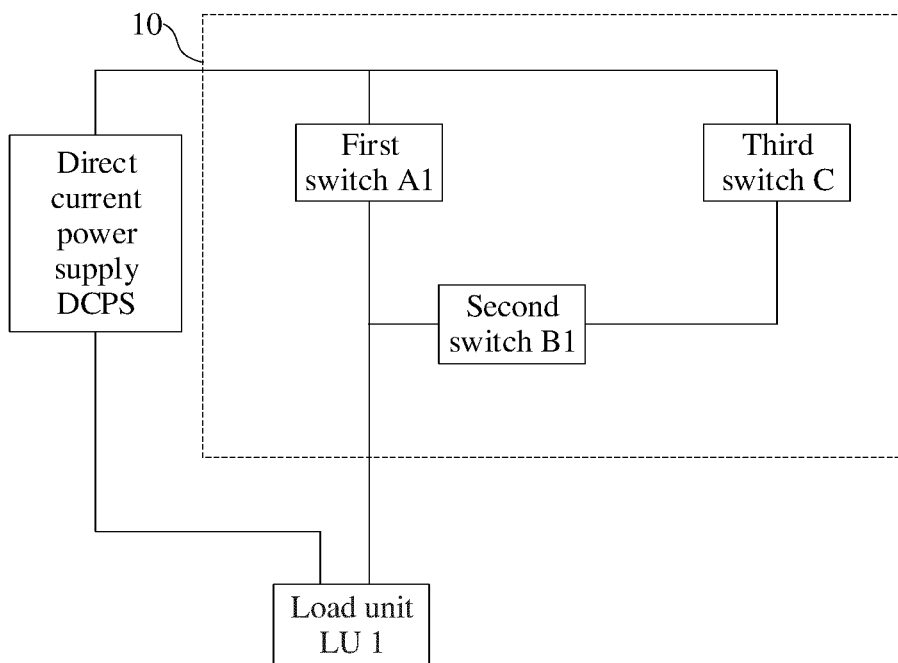 10
Direct
current
power
supply
DCPS
First
switch A1
Third
switch C
Second
switch B1
Load unit
LU 1